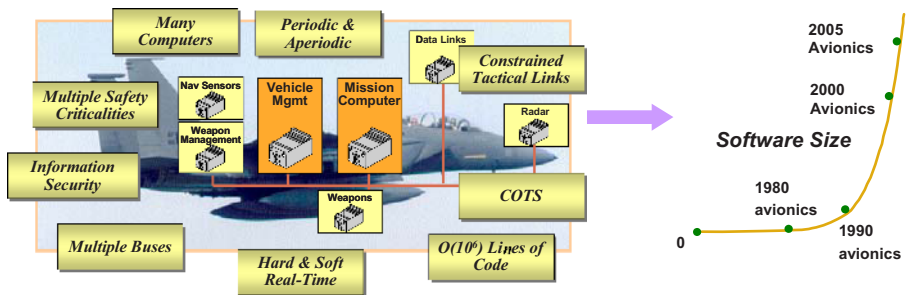 Many
Computers
Periodic &
Aperiodic
Data Links
Constrained
Tactical Links
Multiple Safety
Criticalities
Nav Sensors
Vehicle
Mgmt
Mission
Computer
Weapon
Management
Radar
Information
Security
Weapons
COTS
Multiple Buses
Hard & Soft
Real-Time
O(10⁶) Lines of
Code
2005
Avionics
2000
Avionics
Software Size
1980
avionics
0
1990
avionics